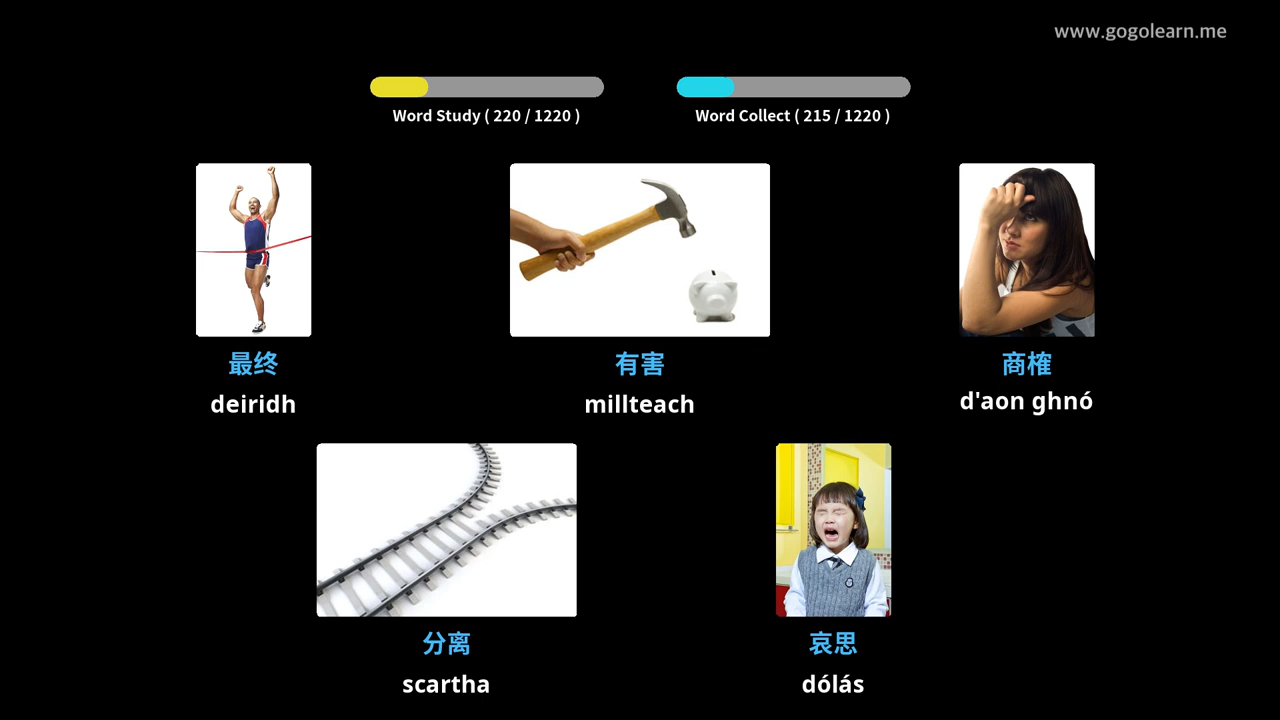 www.gogolearn.me
Word Study ( 220 / 1220 )
Word Collect ( 215 / 1220 )
最终
deiridh
有害
millteach
商榷
d'aon ghnó
分离
scartha
哀思
dólás